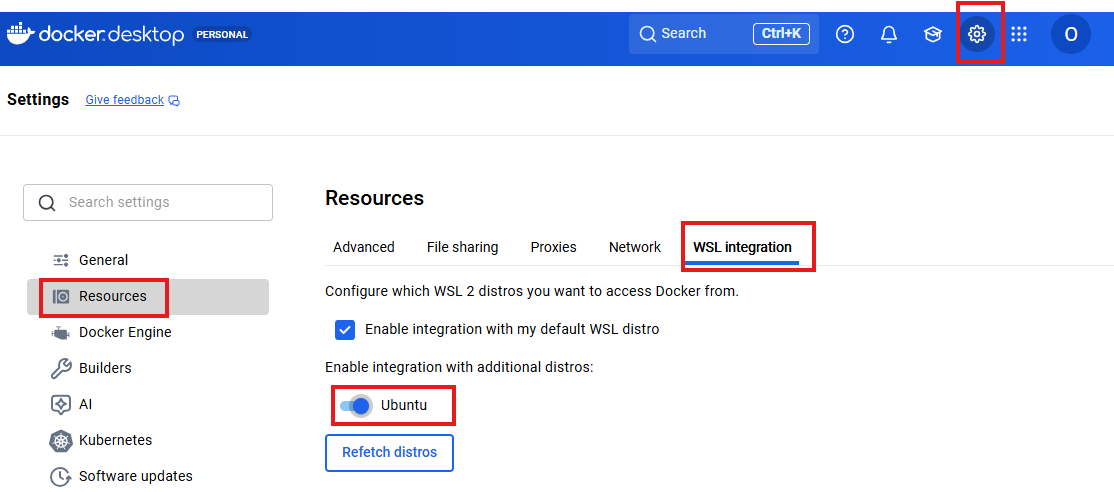 docker.desktop PERSONAL Search Ctrl+K O
Settings Give feedback
Search settings
General
Resources
Docker Engine
Builders
AI
Kubernetes
Software updates
Resources
Advanced File sharing Proxies Network WSL integration
Configure which WSL 2 distros you want to access Docker from.
Enable integration with my default WSL distro
Enable integration with additional distros:
Ubuntu
Refetch distros